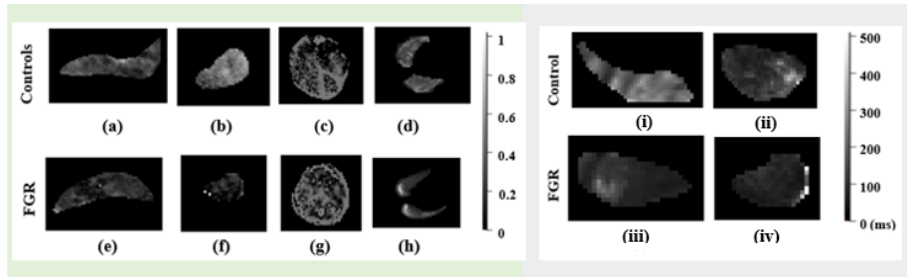 Controls
(a) (b) (c) (d)
FGR
(e) (f) (g) (h)
1
0.8
0.6
0.4
0.2
0
Control
(i) (ii)
FGR
(iii) (iv)
500
400
300
200
100
0 (ms)